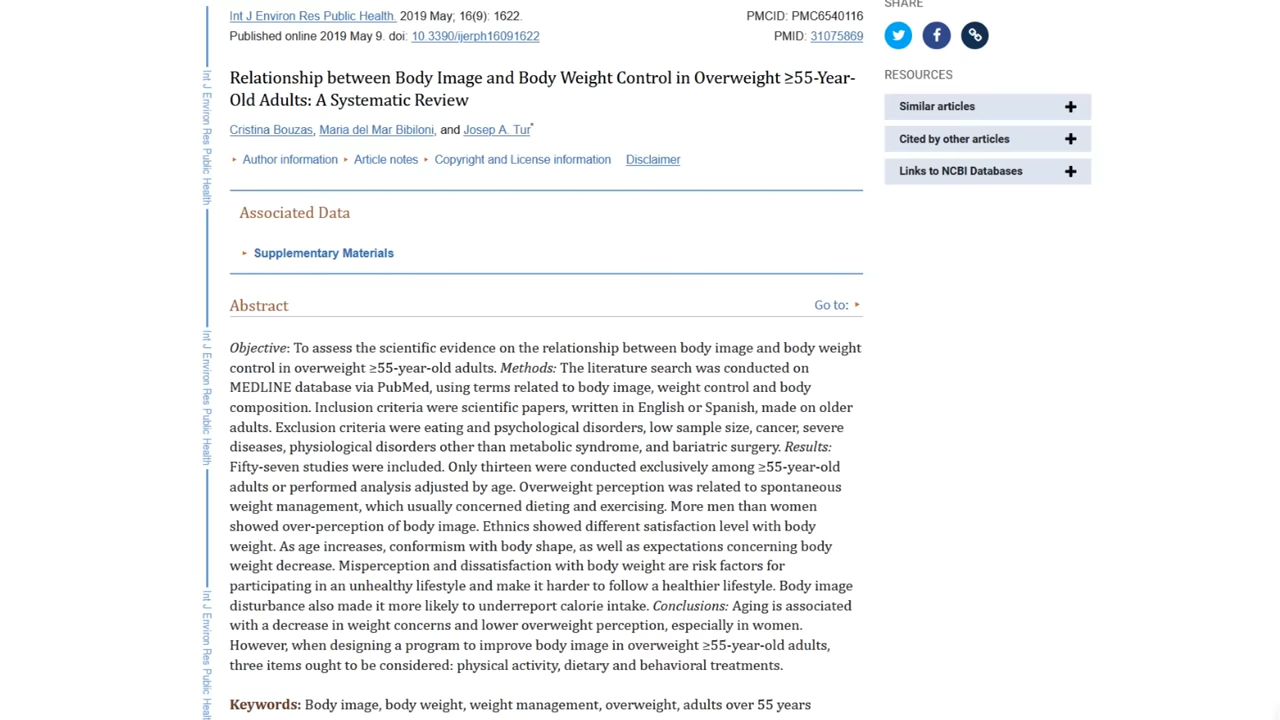 SHARE
Int J Environ Res Public Health. 2019 May; 16(9): 1622.
PMCID: PMC6540116
Published online 2019 May 9. doi: 10.3390/ijerph16091622
PMID: 31075869
Relationship between Body Image and Body Weight Control in Overweight ≥55-Year-
Old Adults: A Systematic Review
Cristina Bouzas, Maria del Mar Bibiloni, and Josep A. Tur*
Author information Article notes Copyright and License information Disclaimer
Associated Data
Supplementary Materials
Abstract
Go to:
Objective: To assess the scientific evidence on the relationship between body image and body weight
control in overweight ≥55-year-old adults. Methods: The literature search was conducted on
MEDLINE database via PubMed, using terms related to body image, weight control and body
composition. Inclusion criteria were scientific papers, written in English or Spanish, made on older
adults. Exclusion criteria were eating and psychological disorders, low sample size, cancer, severe
diseases, physiological disorders other than metabolic syndrome, and bariatric surgery. Results:
Fifty-seven studies were included. Only thirteen were conducted exclusively among ≥55-year-old
adults or performed analysis adjusted by age. Overweight perception was related to spontaneous
weight management, which usually concerned dieting and exercising. More men than women
showed over-perception of body image. Ethnics showed different satisfaction level with body
weight. As age increases, conformism with body shape, as well as expectations concerning body
weight decrease. Misperception and dissatisfaction with body weight are risk factors for
participating in an unhealthy lifestyle and make it harder to follow a healthier lifestyle. Body image
disturbance also made it more likely to underreport calorie intake. Conclusions: Aging is associated
with a decrease in weight concerns and lower overweight perception, especially in women.
However, when designing a program to improve body image in overweight ≥55-year-old adults,
three items ought to be considered: physical activity, dietary and behavioral treatments.
Keywords: Body image, body weight, weight management, overweight, adults over 55 years
RESOURCES
Similar articles
Cited by other articles
Links to NCBI Databases
Int J Environ Res Public Health
Int J Environ Res Public Health
Int J Environ Res Public Health